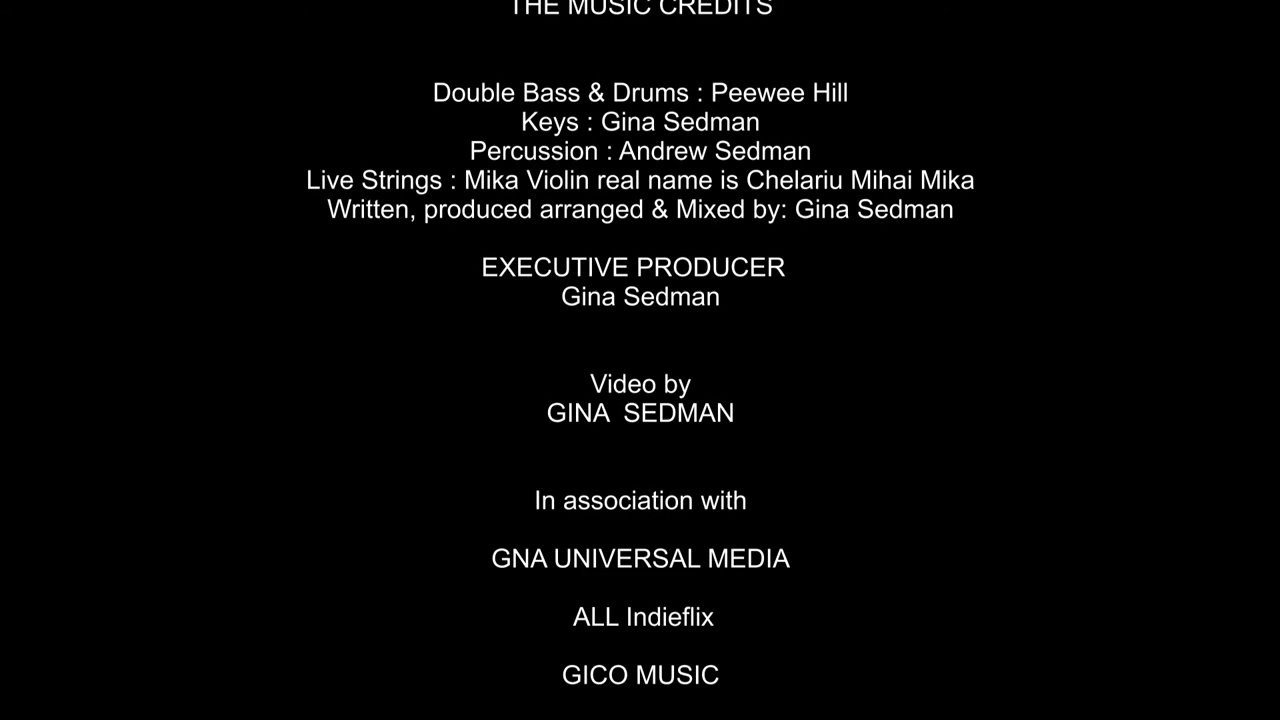 THE MUSIC CREDITS
Double Bass & Drums : Peewee Hill
Keys : Gina Sedman
Percussion : Andrew Sedman
Live Strings : Mika Violin real name is Chelariu Mihai Mika
Written, produced arranged & Mixed by: Gina Sedman
EXECUTIVE PRODUCER
Gina Sedman
Video by
GINA  SEDMAN
In association with
GNA UNIVERSAL MEDIA
ALL Indieflix
GICO MUSIC